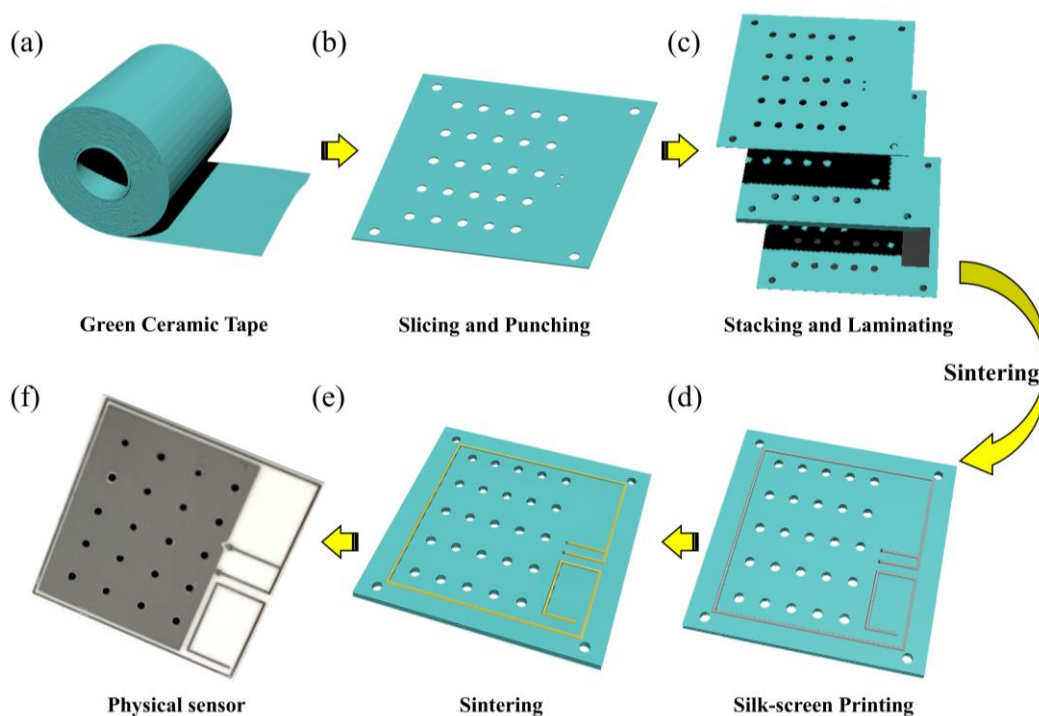 (a)
(b)
(c)
Green Ceramic Tape
Slicing and Punching
Stacking and Laminating
Sintering
(f)
(e)
(d)
Physical sensor
Sintering
Silk-screen Printing